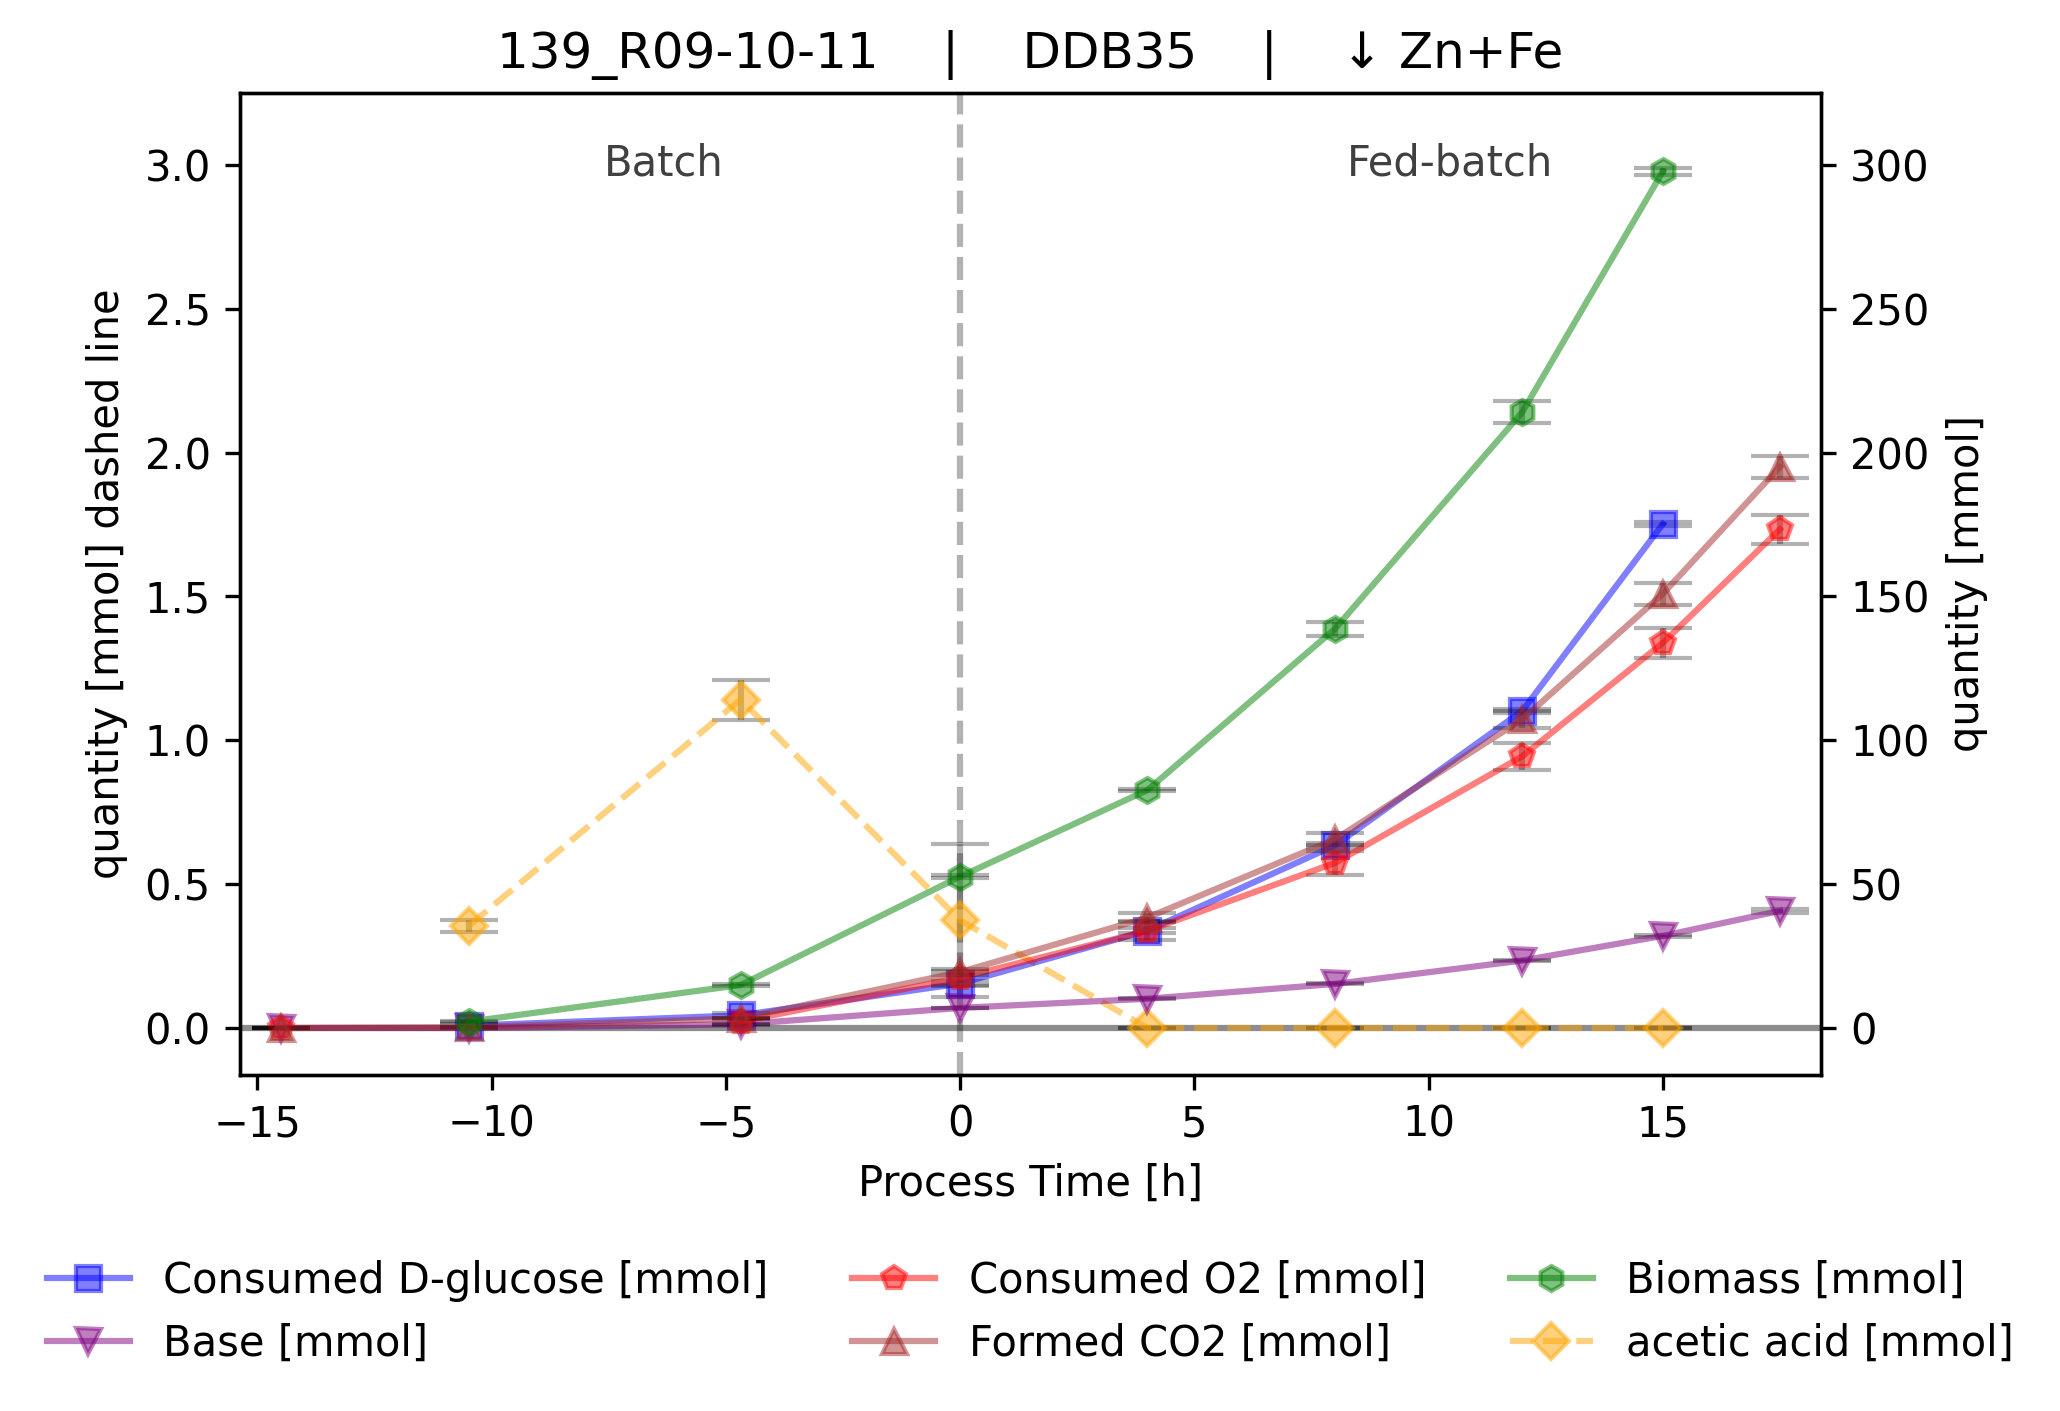 139_R09-10-11 | DDB35 | ↓ Zn+Fe
Batch
Fed-batch
quantity [mmol] dashed line
3.0
2.5
2.0
1.5
1.0
0.5
0.0
300
250
200
150
100
50
0
quantity [mmol]
−15 −10 −5 0 5 10 15
Process Time [h]
Consumed D-glucose [mmol]
Base [mmol]
Consumed O2 [mmol]
Formed CO2 [mmol]
Biomass [mmol]
acetic acid [mmol]